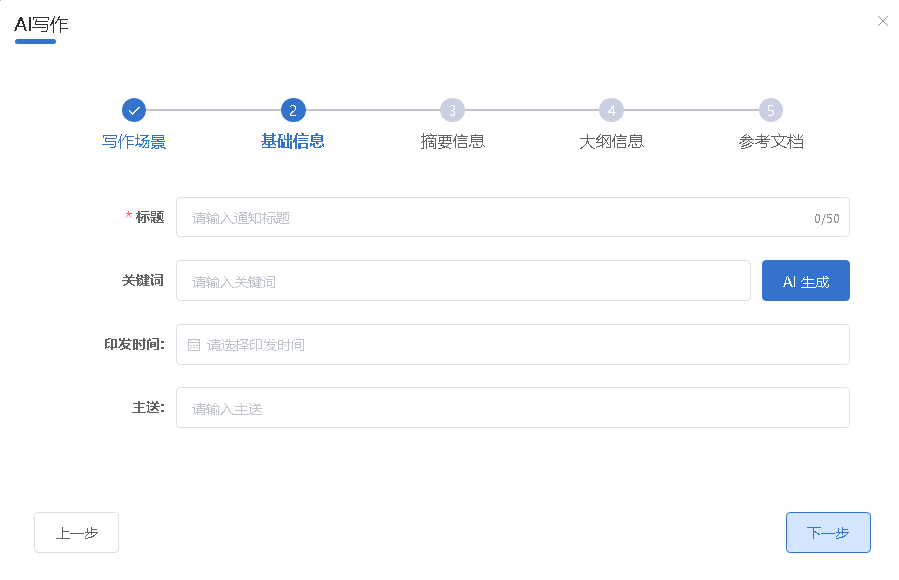 AI写作
2 3 4 5
写作场景 基础信息 摘要信息 大纲信息 参考文档
* 标题 请输入通知标题 0/50
关键词 请输入关键词 AI 生成
印发时间: 请选择印发时间
主送: 请输入主送
上一步 下一步